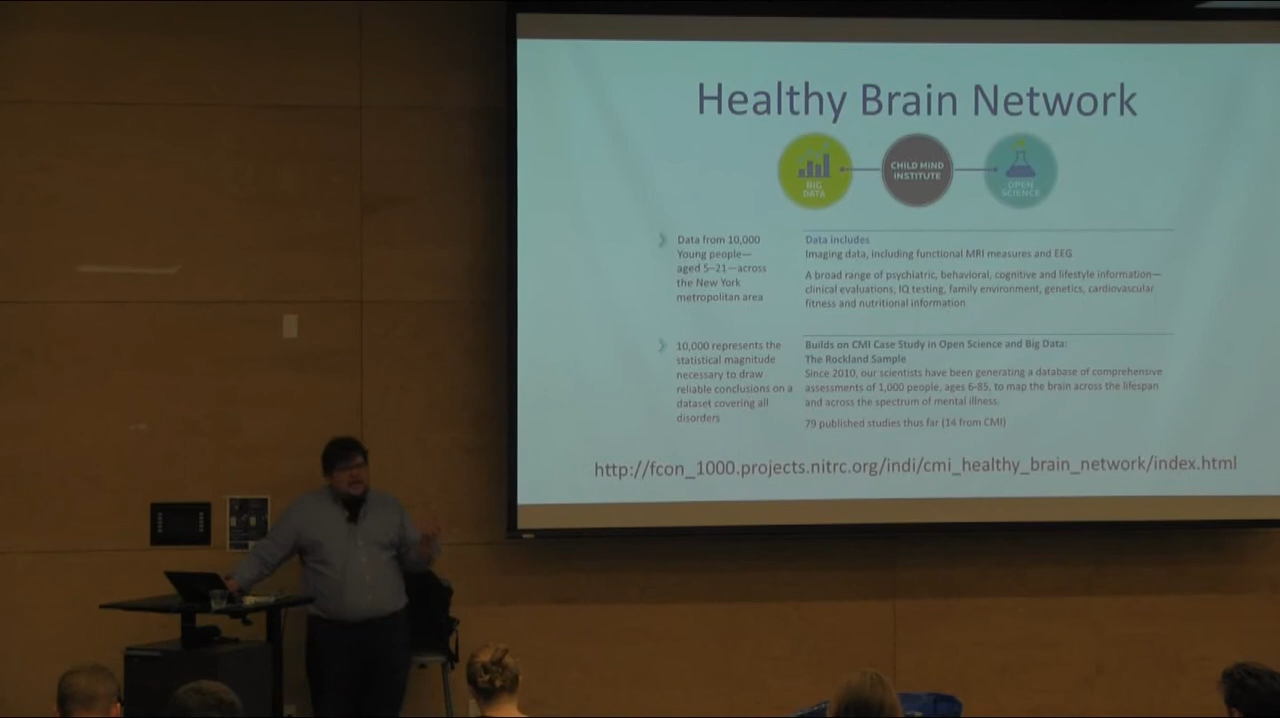 Healthy Brain Network
BIG
DATA
CHILD MIND
INSTITUTE
OPEN
SCIENCE
Data from 10,000
Young people—
aged 5–21—across
the New York
metropolitan area
Data includes
Imaging data, including functional MRI measures and EEG
A broad range of psychiatric, behavioral, cognitive and lifestyle information—
clinical evaluations, IQ testing, family environment, genetics, cardiovascular
fitness and nutritional information
10,000 represents the
statistical magnitude
necessary to draw
reliable conclusions on a
dataset covering all
disorders
Builds on CMI Case Study in Open Science and Big Data:
The Rockland Sample
Since 2010, our scientists have been generating a database of comprehensive
assessments of 1,000 people, ages 6-85, to map the brain across the lifespan
and across the spectrum of mental illness.
79 published studies thus far (14 from CMI)
http://fcon_1000.projects.nitrc.org/indi/cmi_healthy_brain_network/index.html